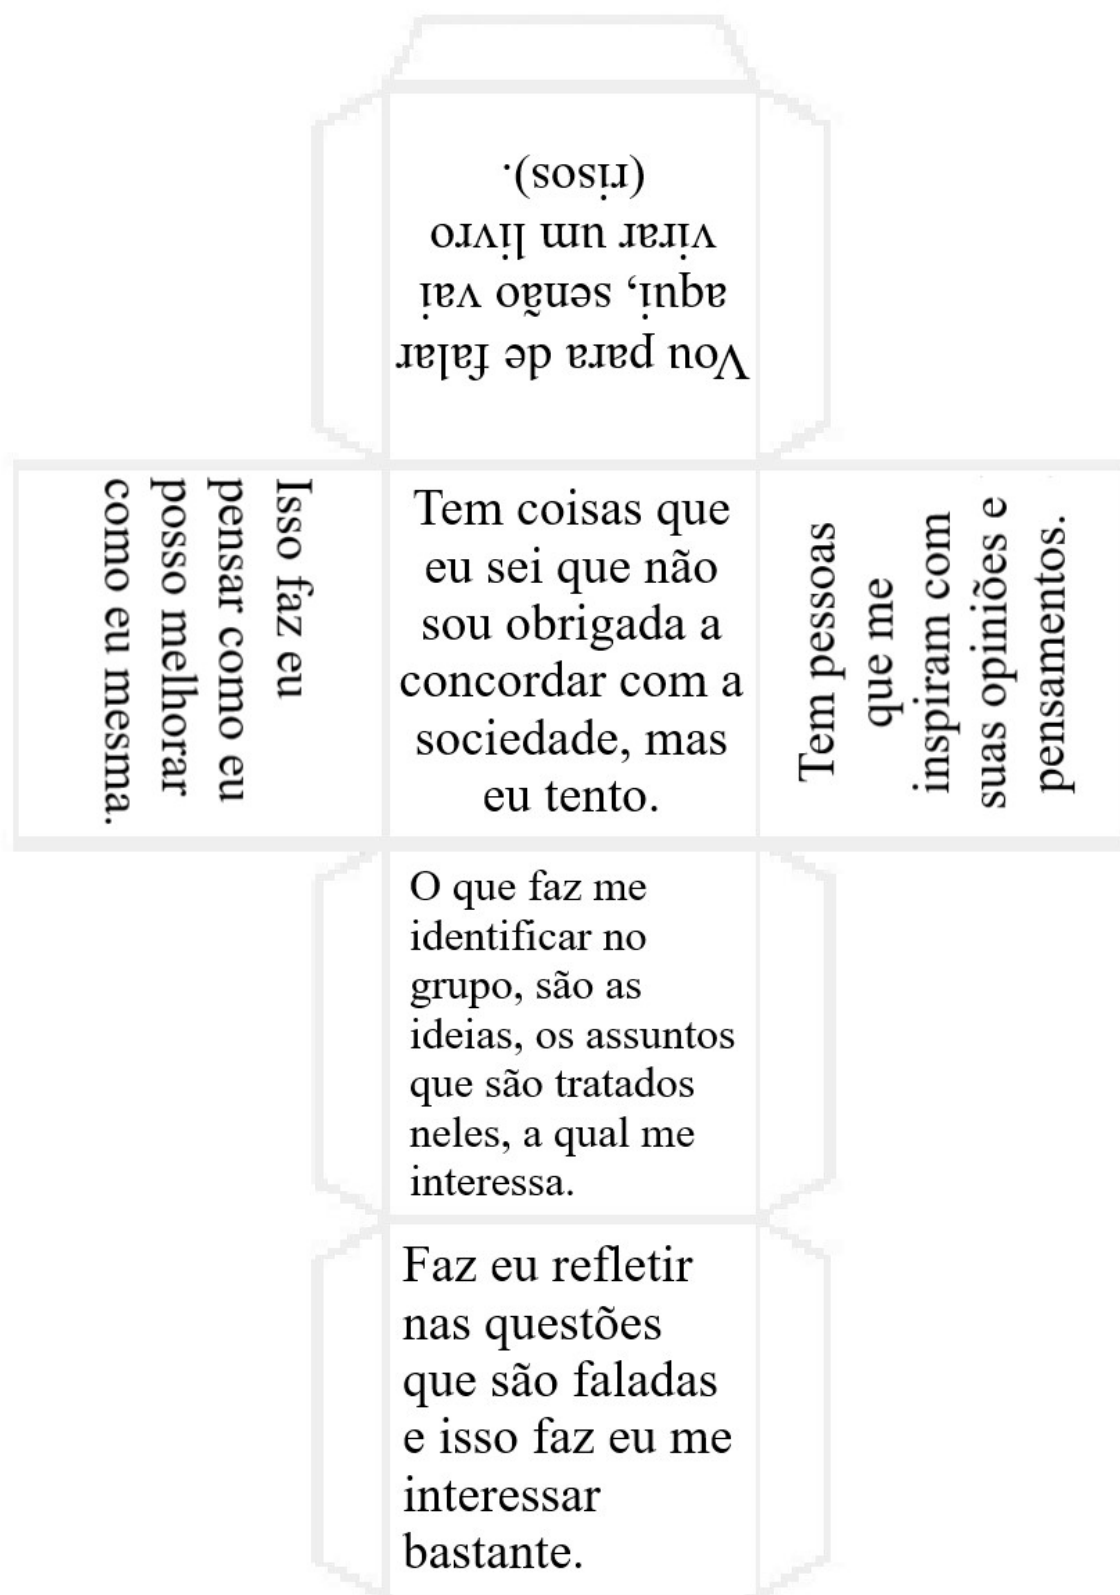 Vou para de falar
aqui, senão vai
virar um livro
(risos).
Isso faz eu
pensar como eu
posso melhorar
como eu mesma.
Tem coisas que
eu sei que não
sou obrigada a
concordar com a
sociedade, mas
eu tento.
Tem pessoas
que me
inspiram com
suas opiniões e
pensamentos.
O que faz me
identificar no
grupo, são as
ideias, os assuntos
que são tratados
neles, a qual me
interessa.
Faz eu refletir
nas questões
que são faladas
e isso faz eu me
interessar
bastante.